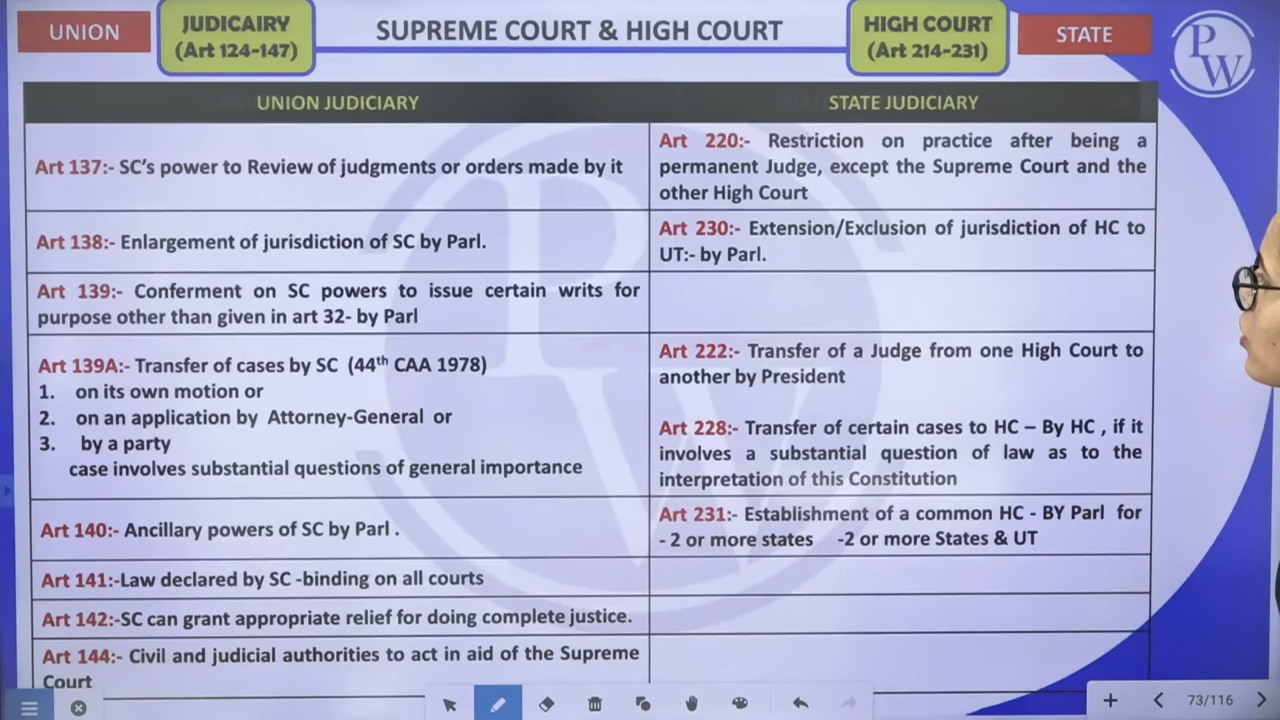 UNION
JUDICAIRY
(Art 124-147)
SUPREME COURT & HIGH COURT
HIGH COURT
(Art 214-231)
STATE
PW
UNION JUDICIARY
STATE JUDICIARY
Art 137:- SC's power to Review of judgments or orders made by it
Art 220:- Restriction on practice after being a
permanent Judge, except the Supreme Court and the
other High Court
Art 138:- Enlargement of jurisdiction of SC by Parl.
Art 230:- Extension/Exclusion of jurisdiction of HC to
UT:- by Parl.
Art 139:- Conferment on SC powers to issue certain writs for
purpose other than given in art 32- by Parl
Art 139A:- Transfer of cases by SC (44th CAA 1978)
1. on its own motion or
2. on an application by Attorney-General or
3. by a party
case involves substantial questions of general importance
Art 222:- Transfer of a Judge from one High Court to
another by President
Art 228:- Transfer of certain cases to HC – By HC , if it
involves a substantial question of law as to the
interpretation of this Constitution
Art 140:- Ancillary powers of SC by Parl .
Art 231:- Establishment of a common HC - BY Parl for
- 2 or more states -2 or more States & UT
Art 141:-Law declared by SC -binding on all courts
Art 142:-SC can grant appropriate relief for doing complete justice.
Art 144:- Civil and judicial authorities to act in aid of the Supreme
Court
73/116